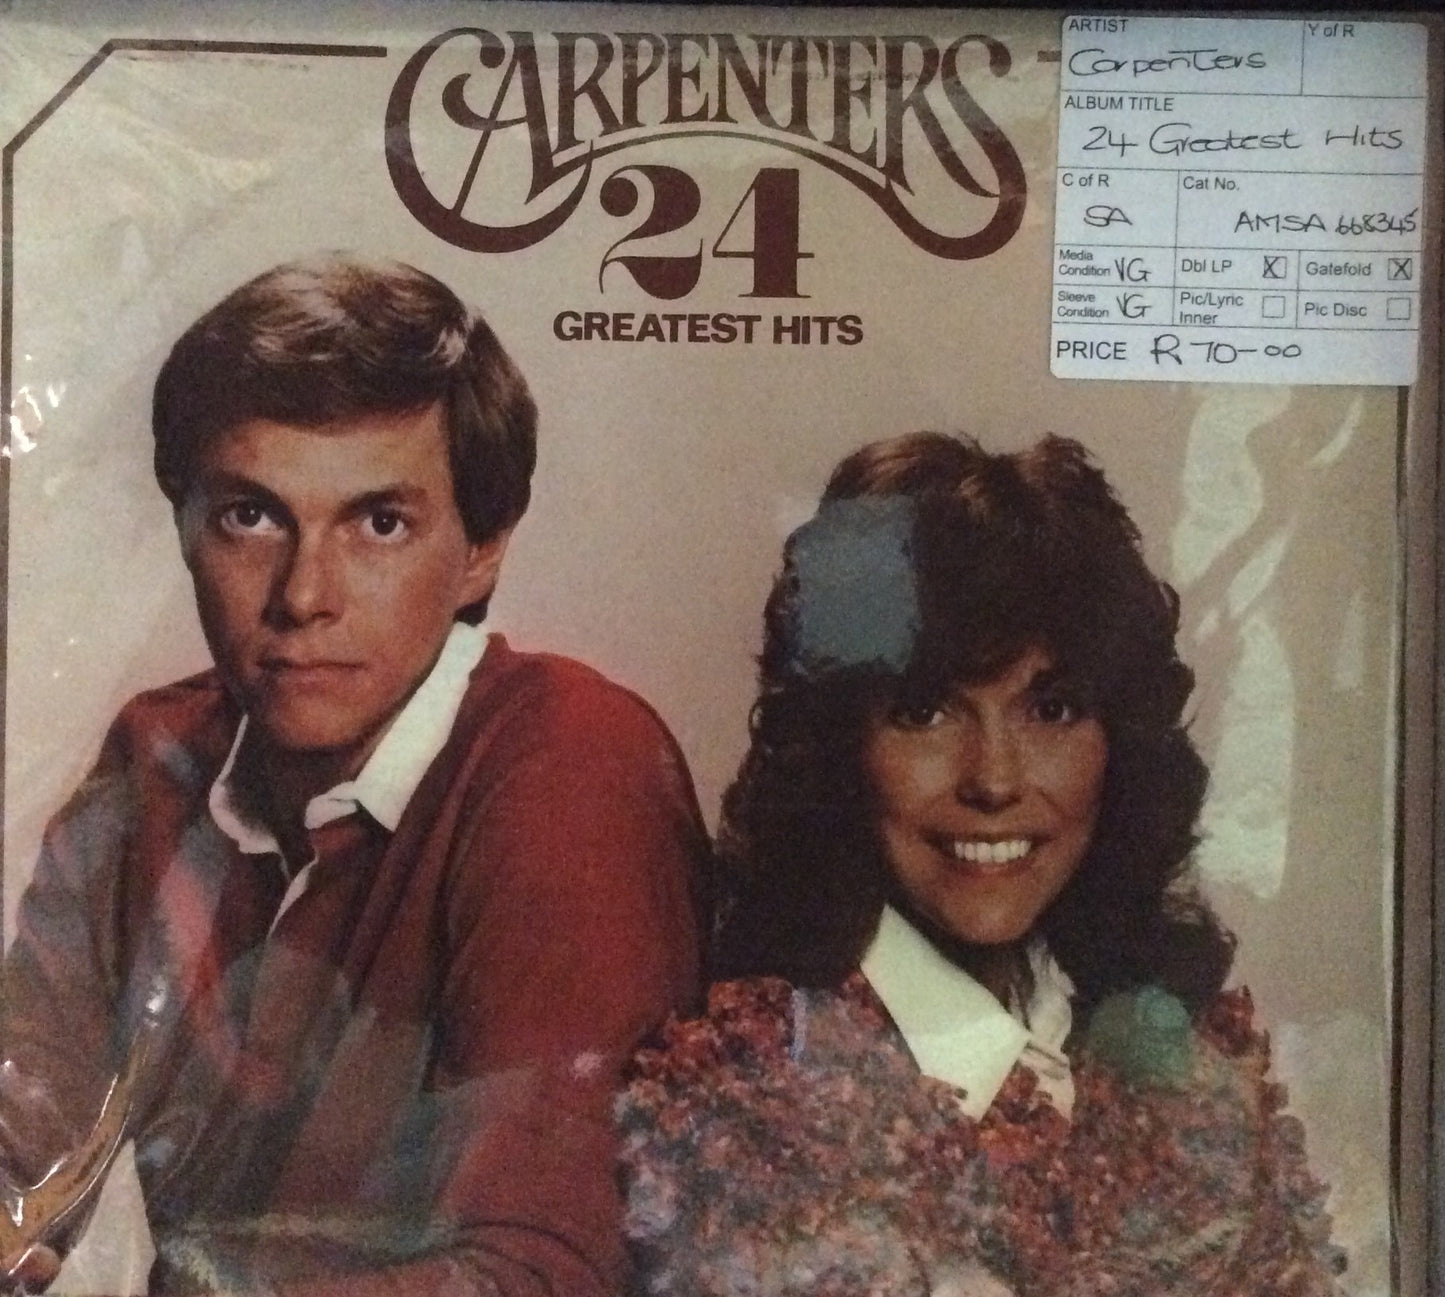 CARPENTERS
24
GREATEST HITS
ARTIST
Y of R
Carpenters
ALBUM TITLE
24 Greatest Hits
C of R
Cat No.
SA
AMSA 668345
Media
Condition VG
Dbl LP X
Gatefold X
Sleeve
Condition VG
Pic/Lyric
Inner
Pic Disc
PRICE R 70-00